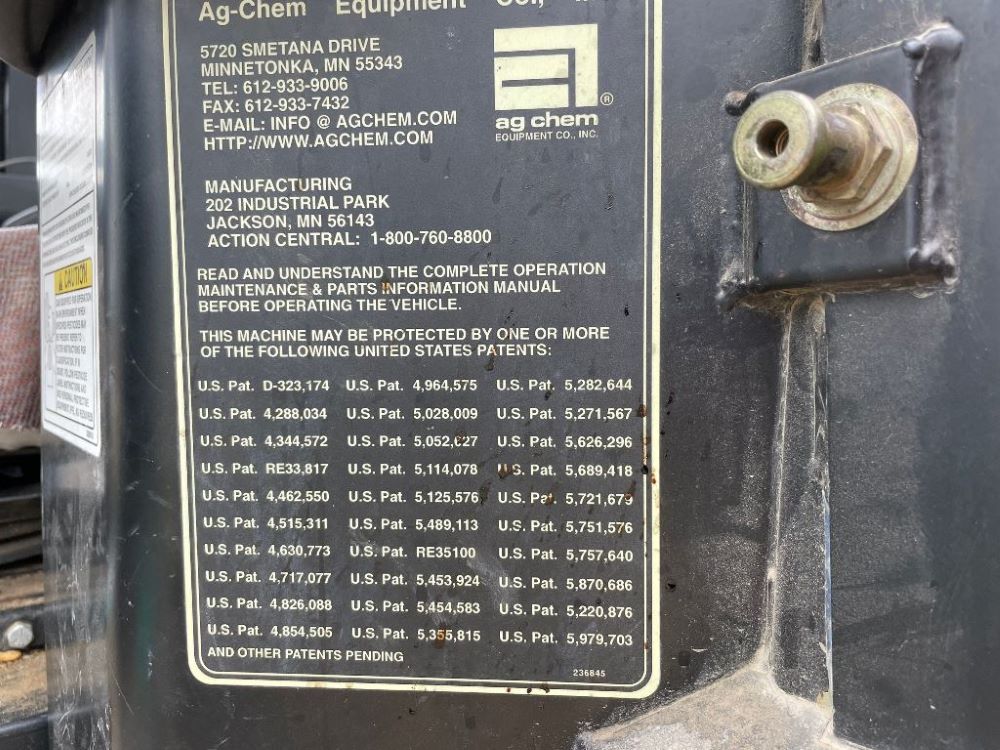 Ag-Chem Equipment Co.,
5720 SMETANA DRIVE
MINNETONKA, MN 55343
TEL: 612-933-9006
FAX: 612-933-7432
E-MAIL: INFO @ AGCHEM.COM
HTTP://WWW.AGCHEM.COM
®
ag chem
EQUIPMENT CO., INC.
MANUFACTURING
202 INDUSTRIAL PARK
JACKSON, MN 56143
ACTION CENTRAL: 1-800-760-8800
READ AND UNDERSTAND THE COMPLETE OPERATION
MAINTENANCE & PARTS INFORMATION MANUAL
BEFORE OPERATING THE VEHICLE.
THIS MACHINE MAY BE PROTECTED BY ONE OR MORE
OF THE FOLLOWING UNITED STATES PATENTS:
U.S. Pat. D-323,174 U.S. Pat. 4,964,575 U.S. Pat. 5,282,644
U.S. Pat. 4,288,034 U.S. Pat. 5,028,009 U.S. Pat. 5,271,567
U.S. Pat. 4,344,572 U.S. Pat. 5,052,627 U.S. Pat. 5,626,296
U.S. Pat. RE33,817 U.S. Pat. 5,114,078 U.S. Pat. 5,689,418
U.S. Pat. 4,462,550 U.S. Pat. 5,125,576 U.S. Pat. 5,721,679
U.S. Pat. 4,515,311 U.S. Pat. 5,489,113 U.S. Pat. 5,751,576
U.S. Pat. 4,630,773 U.S. Pat. RE35100 U.S. Pat. 5,757,640
U.S. Pat. 4,717,077 U.S. Pat. 5,453,924 U.S. Pat. 5,870,686
U.S. Pat. 4,826,088 U.S. Pat. 5,454,583 U.S. Pat. 5,220,876
U.S. Pat. 4,854,505 U.S. Pat. 5,355,815 U.S. Pat. 5,979,703
AND OTHER PATENTS PENDING
236845
CAUTION